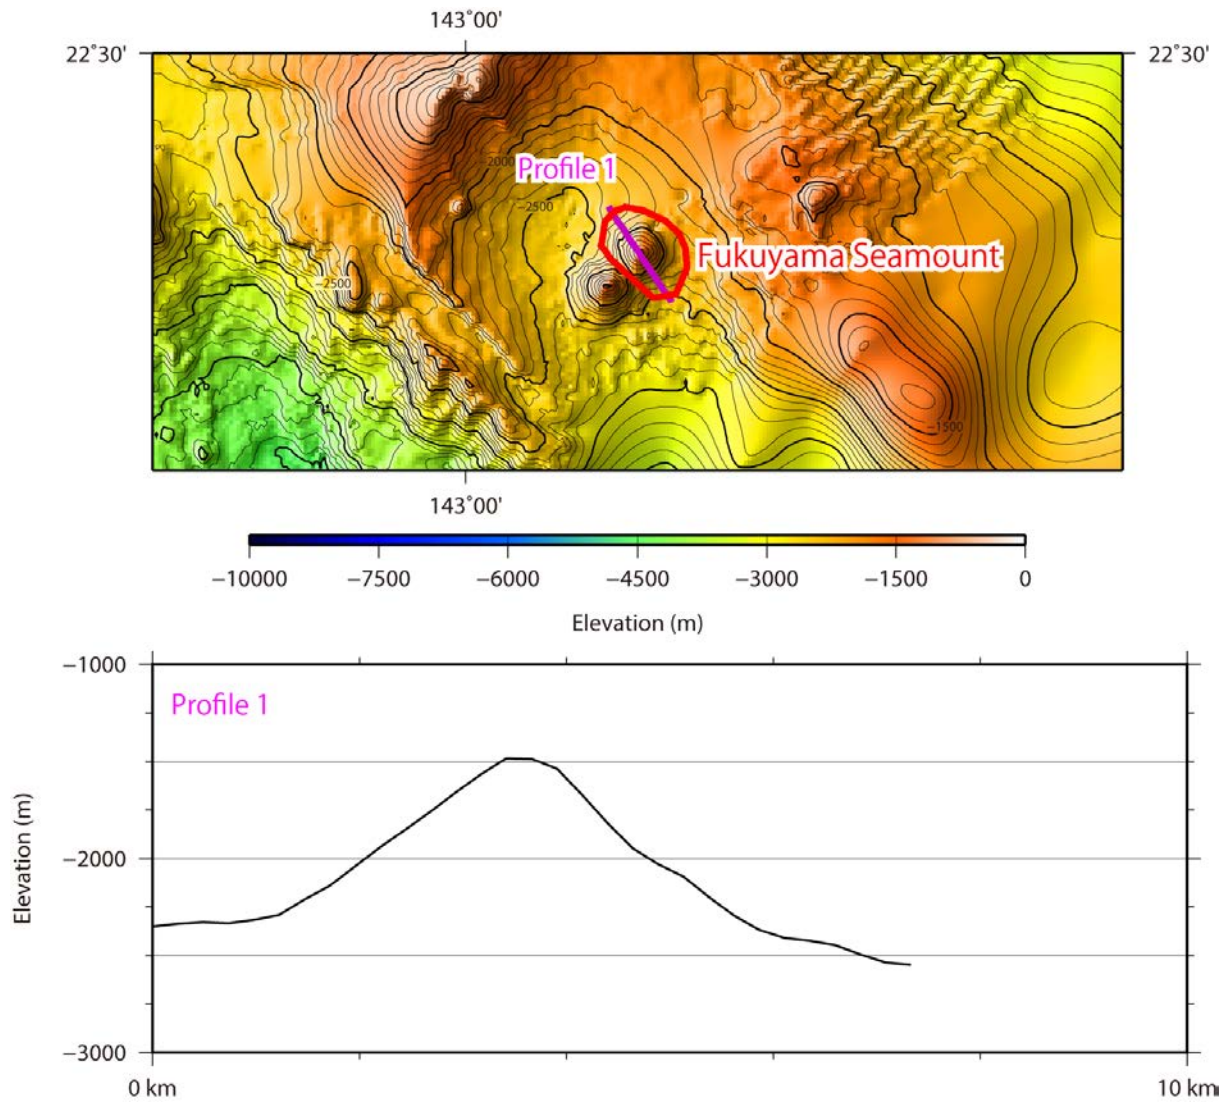 143°00'
22°30' 22°30'
−2000
Profile 1
−2500
Fukuyama Seamount
−2500
−1500
143°00'
−10000 −7500 −6000 −4500 −3000 −1500 0
Elevation (m)
−1000
Profile 1
Elevation (m)
−2000
−3000
0 km 10 km